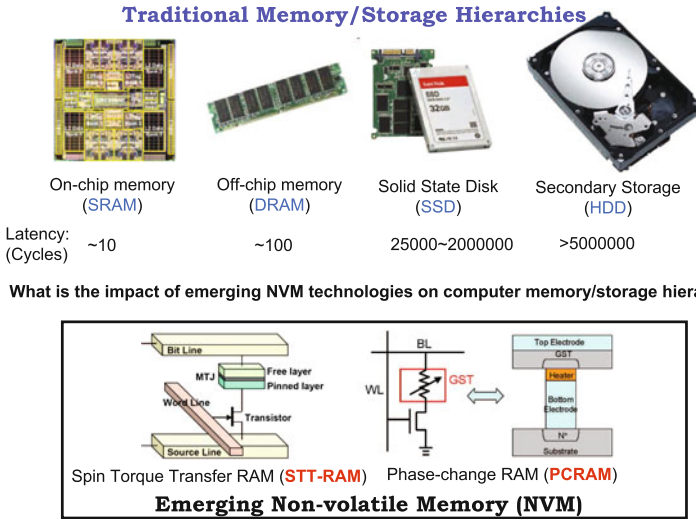 Traditional Memory/Storage Hierarchies
SSD
32GB
On-chip memory
(SRAM)
Off-chip memory
(DRAM)
Solid State Disk
(SSD)
Secondary Storage
(HDD)
Latency:
(Cycles)
~10
~100
25000~2000000
>5000000
What is the impact of emerging NVM technologies on computer memory/storage hiera
Bit Line
MTJ
Free layer
Pinned layer
Word Line
Transistor
Source Line
BL
WL
GST
Top Electrode
GST
Heater
Bottom
Electrode
N+
Substrate
Spin Torque Transfer RAM (STT-RAM)
Phase-change RAM (PCRAM)
Emerging Non-volatile Memory (NVM)